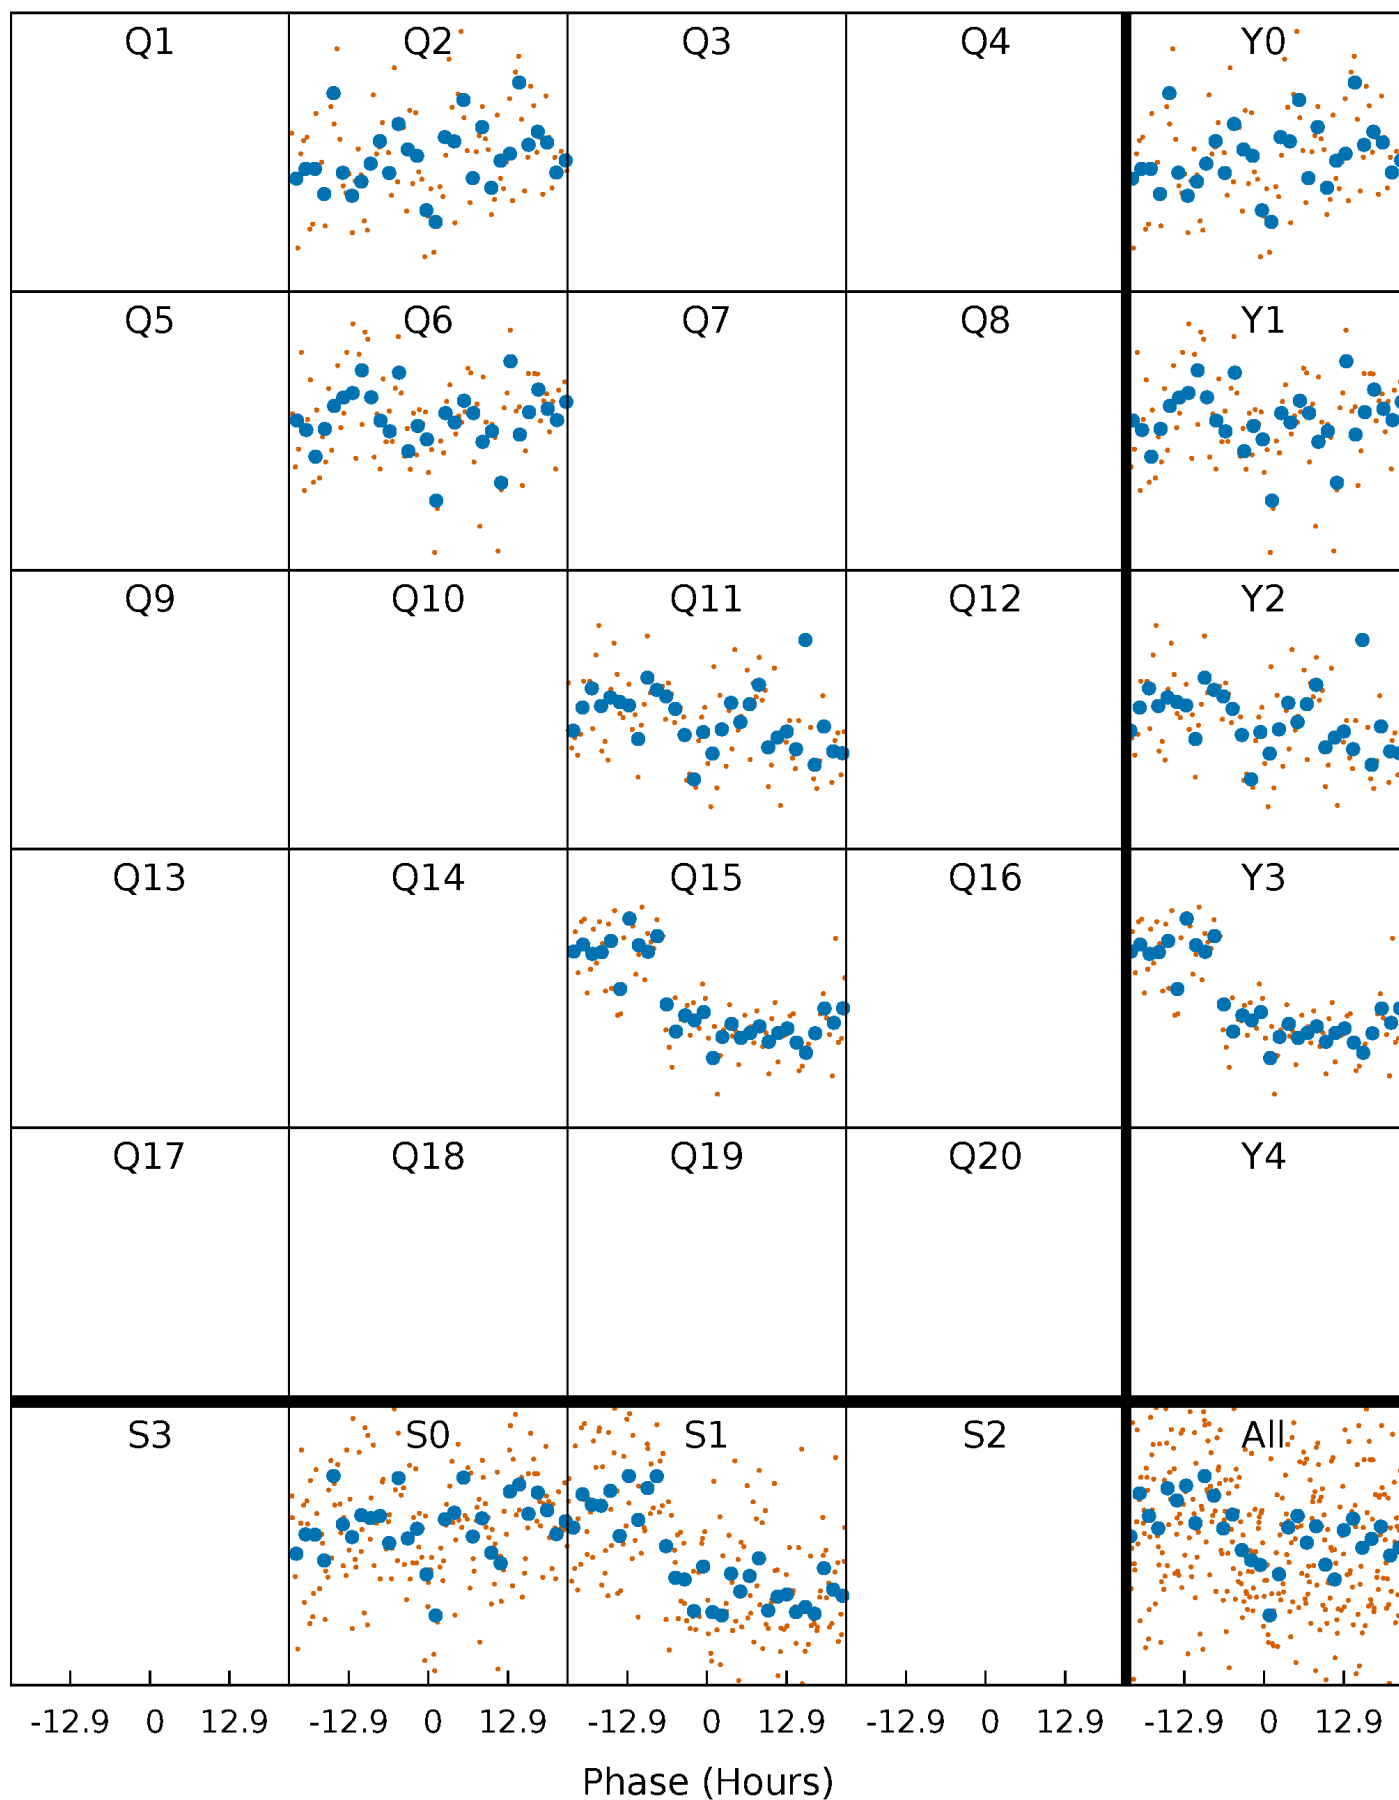 Q1 Q2 Q3 Q4 Y0
Q5 Q6 Q7 Q8 Y1
Q9 Q10 Q11 Q12 Y2
Q13 Q14 Q15 Q16 Y3
Q17 Q18 Q19 Q20 Y4
S3 S0 S1 S2 All
-12.9 0 12.9 -12.9 0 12.9 -12.9 0 12.9 -12.9 0 12.9 -12.9 0 12.9
Phase (Hours)